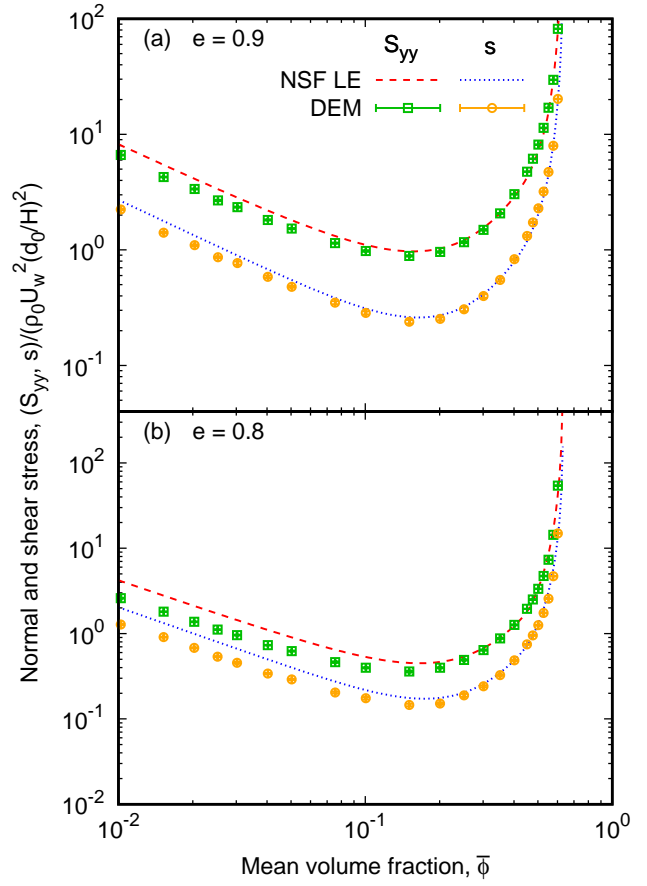 (a) e = 0.9
S_yy s
NSF LE
DEM
10^2
10^1
10^0
10^-1
(b) e = 0.8
10^2
10^1
10^0
10^-1
10^-2
10^-2 10^-1 10^0
Mean volume fraction, ϕ̅
Normal and shear stress, (S_yy, s)/(ρ_0U_w^2(d_0/H)^2)